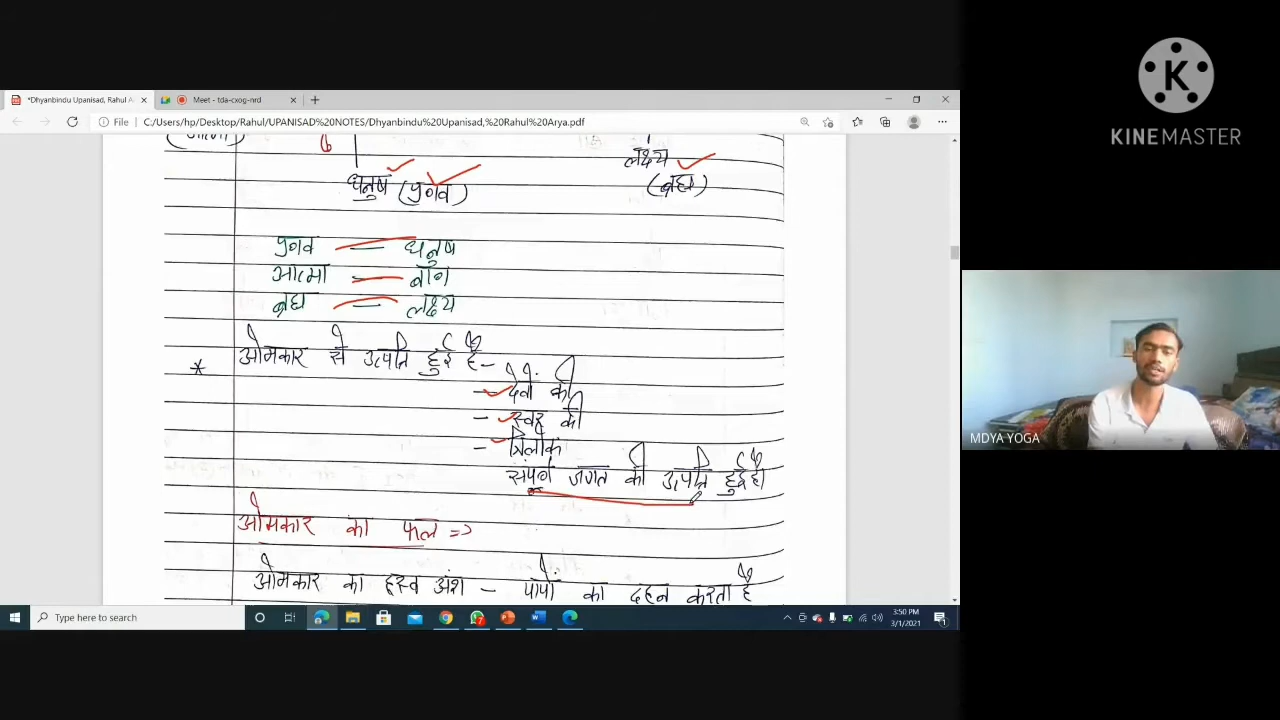 *Dhyanbindu Upanisad, Rahul A
Meet - tda-cxog-nrd
File
C:/Users/hp/Desktop/Rahul/UPANISAD%20NOTES/Dhyanbindu%20Upanisad,%20Rahul%20Arya.pdf
लक्ष्य
धनुष (प्रणव)
(ब्रह्म)
प्रणव — धनुष
आत्मा — बाण
ब्रह्म — लक्ष्य
* ओमकार से उत्पत्ति हुई है-
- देवों की
- स्वर की
- त्रिलोक
संपूर्ण जगत की उत्पत्ति हुई है।
ओमकार का फल =>
ओमकार का ह्रस्व अंश - पापों का दहन करता है
Type here to search
3:50 PM
3/1/2021
K
KINEMASTER
MDYA YOGA